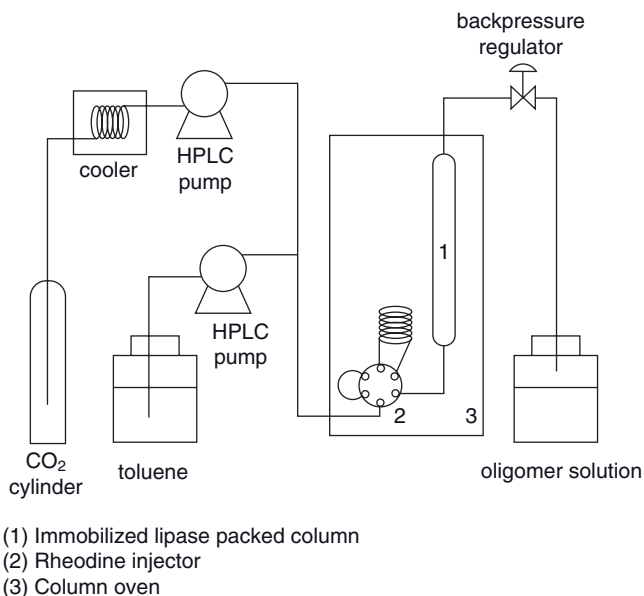 backpressure
regulator
cooler
HPLC
pump
1
HPLC
pump
2
3
CO₂
cylinder
toluene
oligomer solution
(1) Immobilized lipase packed column
(2) Rheodine injector
(3) Column oven